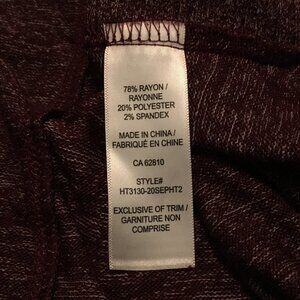 78% RAYON /
RAYONNE
20% POLYESTER
2% SPANDEX
MADE IN CHINA /
FABRIQUÉ EN CHINE
CA 62810
STYLE#
HT3130-20SEPHT2
EXCLUSIVE OF TRIM /
GARNITURE NON
COMPRISE